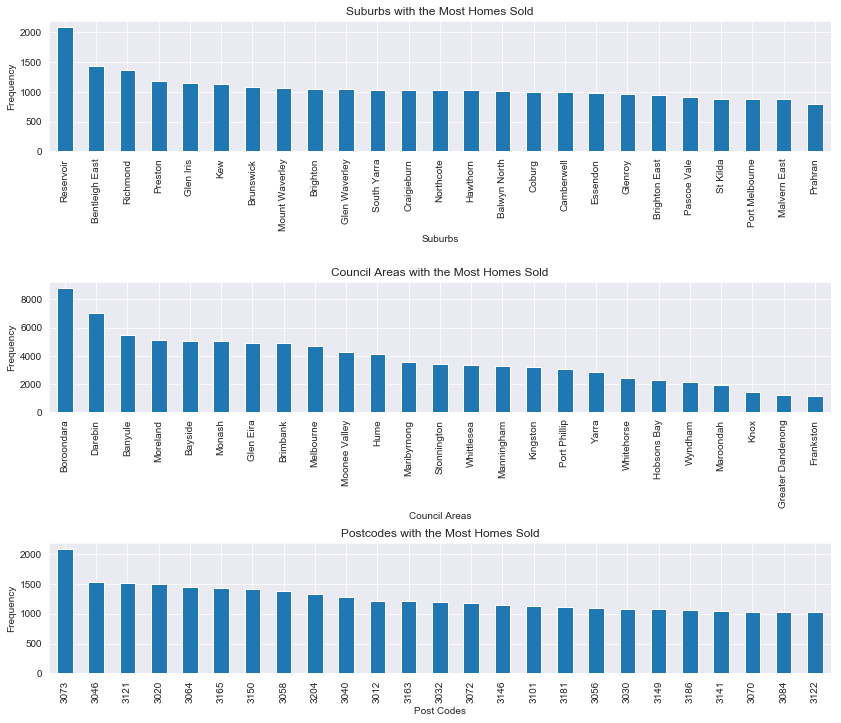 Suburbs with the Most Homes Sold
Frequency
2000
1500
1000
500
0
Reservoir
Bentleigh East
Richmond
Preston
Glen Iris
Kew
Brunswick
Mount Waverley
Brighton
Glen Waverley
South Yarra
Craigieburn
Northcote
Hawthorn
Balwyn North
Coburg
Camberwell
Essendon
Glenroy
Brighton East
Pascoe Vale
St Kilda
Port Melbourne
Malvern East
Prahran
Suburbs
Council Areas with the Most Homes Sold
Frequency
8000
6000
4000
2000
0
Boroondara
Darebin
Banyule
Moreland
Bayside
Monash
Glen Eira
Brimbank
Melbourne
Moonee Valley
Hume
Maribyrnong
Stonnington
Whittlesea
Manningham
Kingston
Port Phillip
Yarra
Whitehorse
Hobsons Bay
Wyndham
Maroondah
Knox
Greater Dandenong
Frankston
Council Areas
Postcodes with the Most Homes Sold
Frequency
2000
1500
1000
500
0
3073
3046
3121
3020
3064
3165
3150
3058
3204
3040
3012
3163
3032
3072
3146
3101
3181
3056
3030
3149
3186
3141
3070
3084
3122
Post Codes